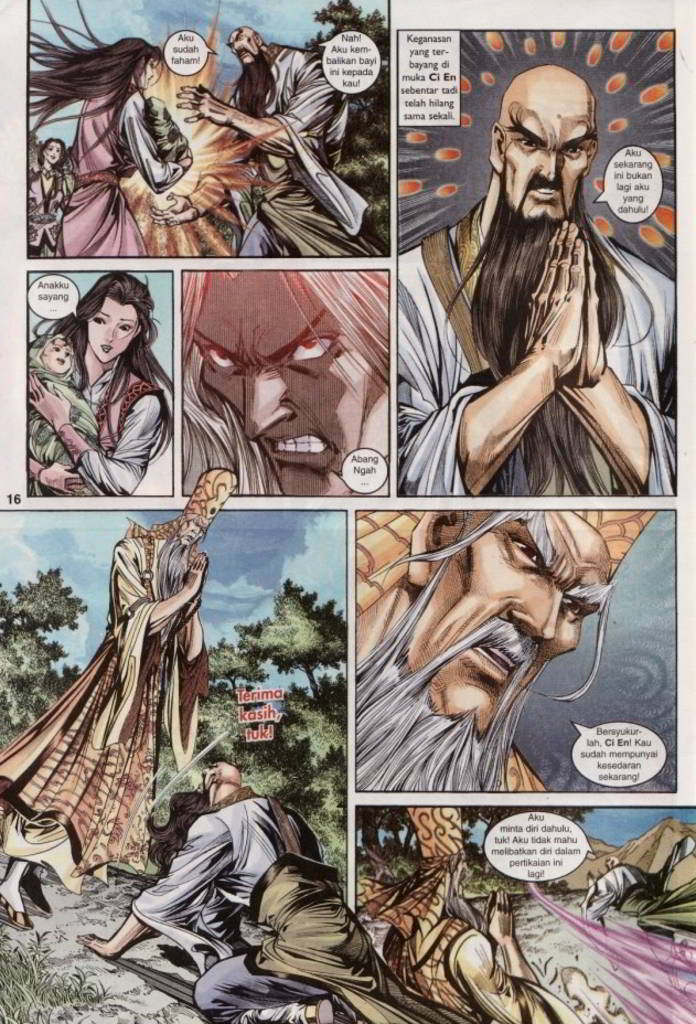 Aku
sudah
faham!
Nah!
Aku kem-
balikan bayi
ini kepada
kau!
Keganasan
yang ter-
bayang di
muka Ci En
sebentar tadi
telah hilang
sama sekali.
Aku
sekarang
ini bukan
lagi aku
yang
dahulu!
Anakku
sayang
...
Abang
Ngah
...
16
Terima
kasih,
tuk!
Bersyukur-
lah, Ci En! Kau
sudah mempunyai
kesedaran
sekarang!
Aku
minta diri dahulu,
tuk! Aku tidak mahu
melibatkan diri dalam
pertikaian ini
lagi!